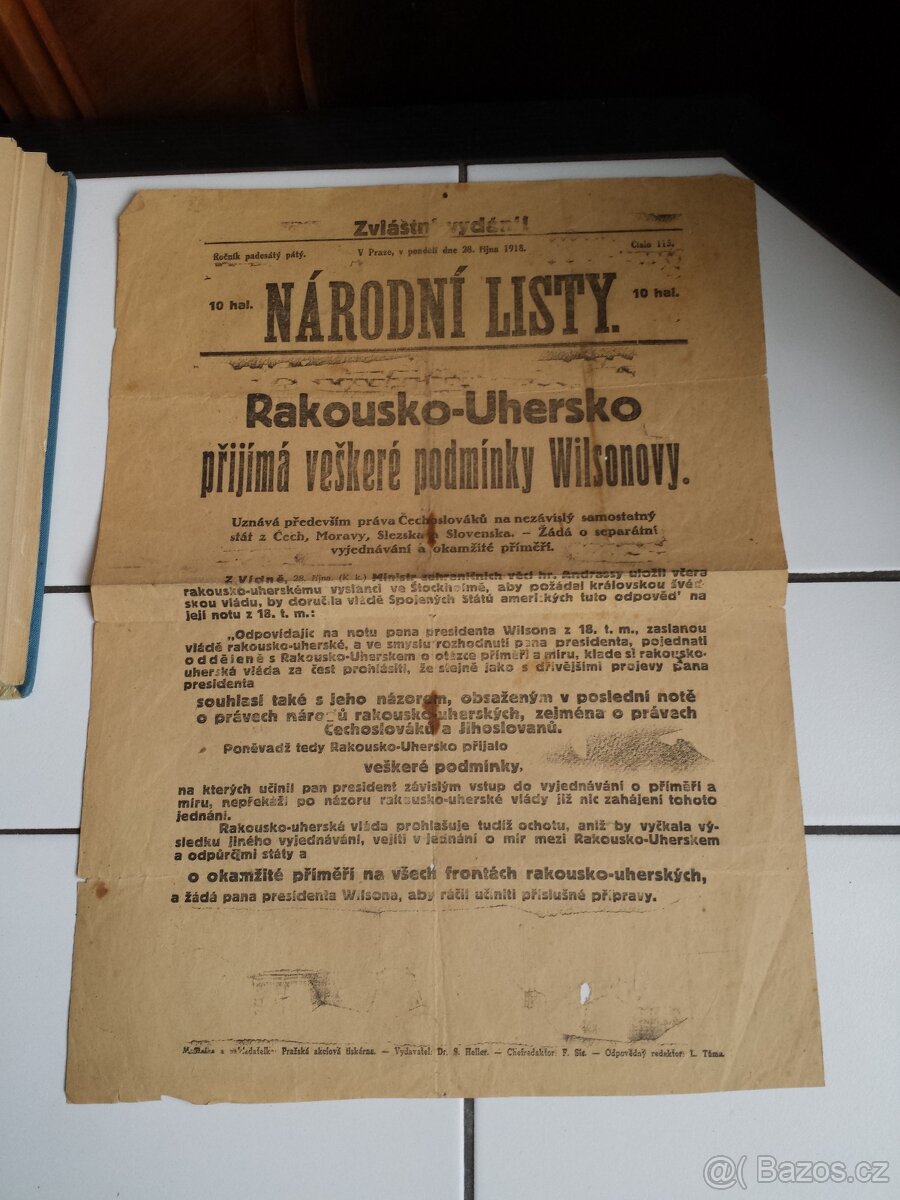 Zvláštní vydání!
Ročník padesátý pátý.
V Praze, v pondělí dne 28. října 1918.
Číslo 115.
10 hal.
NÁRODNÍ LISTY.
10 hal.
Rakousko-Uhersko
přijímá veškeré podmínky Wilsonovy.
Uznává především práva Čechoslováků na nezávislý samostatný
stát z Čech, Moravy, Slezska a Slovenska. – Žádá o separátní
vyjednávání a okamžité příměří.
Z Vídně, 28. října. (K. k.) Ministr zahraničních věcí hr. Andrassy uložil včera
rakousko-uherskému vyslanci ve Štockholmě, aby požádal královskou švéd-
skou vládu, by doručila vládě Spojených Států amerických tuto odpověď na
její notu z 18. t. m.:
„Odpovídajíc na notu pana presidenta Wilsona z 18. t. m., zaslanou
vládě rakousko-uherské, a ve smyslu rozhodnutí pana presidenta, pojednati
odděleně s Rakousko-Uherskem o otázce příměří a míru, klade si rakousko-
uherská vláda za čest prohlásiti, že stejně jako s dřívějšími projevy pana
presidenta
souhlasí také s jeho názorem, obsaženým v poslední notě
o právech národů rakousko-uherských, zejména o právach
Čechoslováků a Jihoslovanů.
Poněvadž tedy Rakousko-Uhersko přijalo
veškeré podmínky,
na kterých učinil pan president závislým vstup do vyjednávání o příměří a
míru, nepřekáží po názoru rakousko-uherské vlády již nic zahájení tohoto
jednání.
Rakousko-uherská vláda prohlašuje tudíž ochotu, aniž by vyčkala vý-
sledku jiného vyjednávání, vejíti v jednání o mír mezi Rakousko-Uherskem
a odpůrčími státy a
o okamžité příměří na všech frontách rakousko-uherských,
a žádá pana presidenta Wilsona, aby ráčil učiniti příslušné přípravy.
Majitelka a nakladatelka: Pražská akciová tiskárna. — Vydavatel: Dr. S. Heller. — Chefredaktor: F. Sís. — Odpovědný redaktor: L. Tůma.
@( Bazos.cz